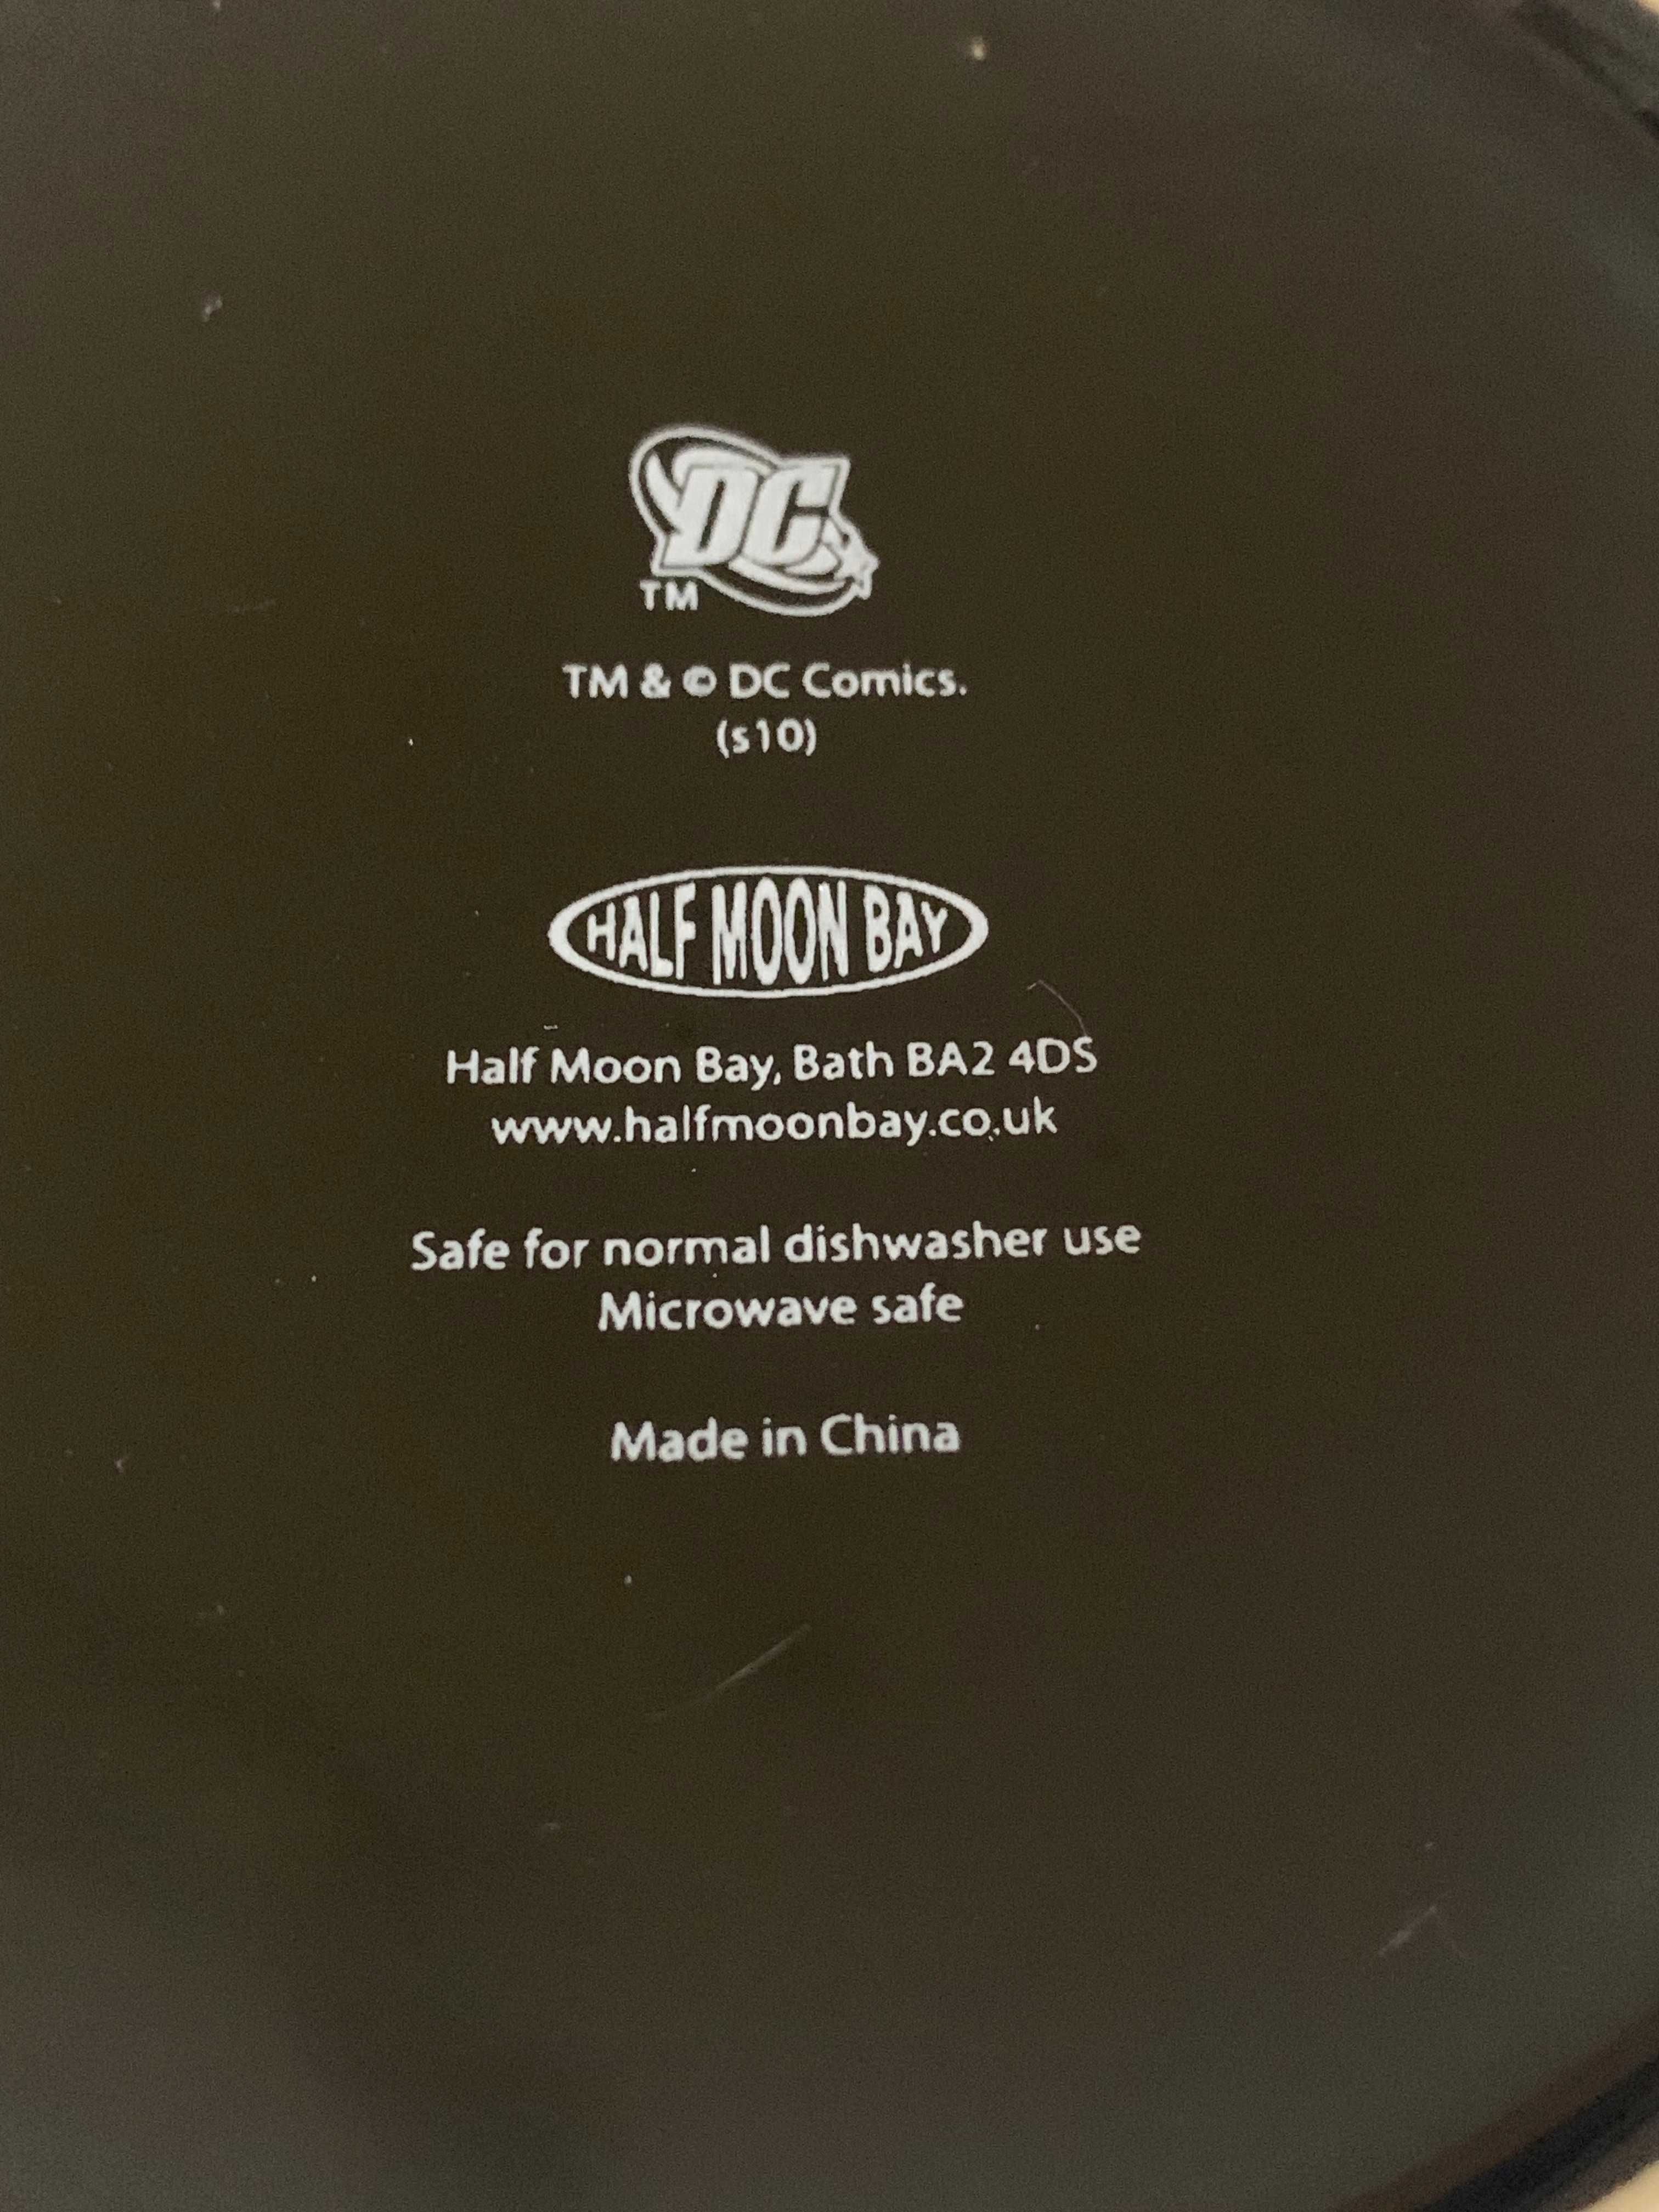 DC
TM
TM & © DC Comics.
(s10)
HALF MOON BAY
Half Moon Bay, Bath BA2 4DS
www.halfmoonbay.co.uk
Safe for normal dishwasher use
Microwave safe
Made in China